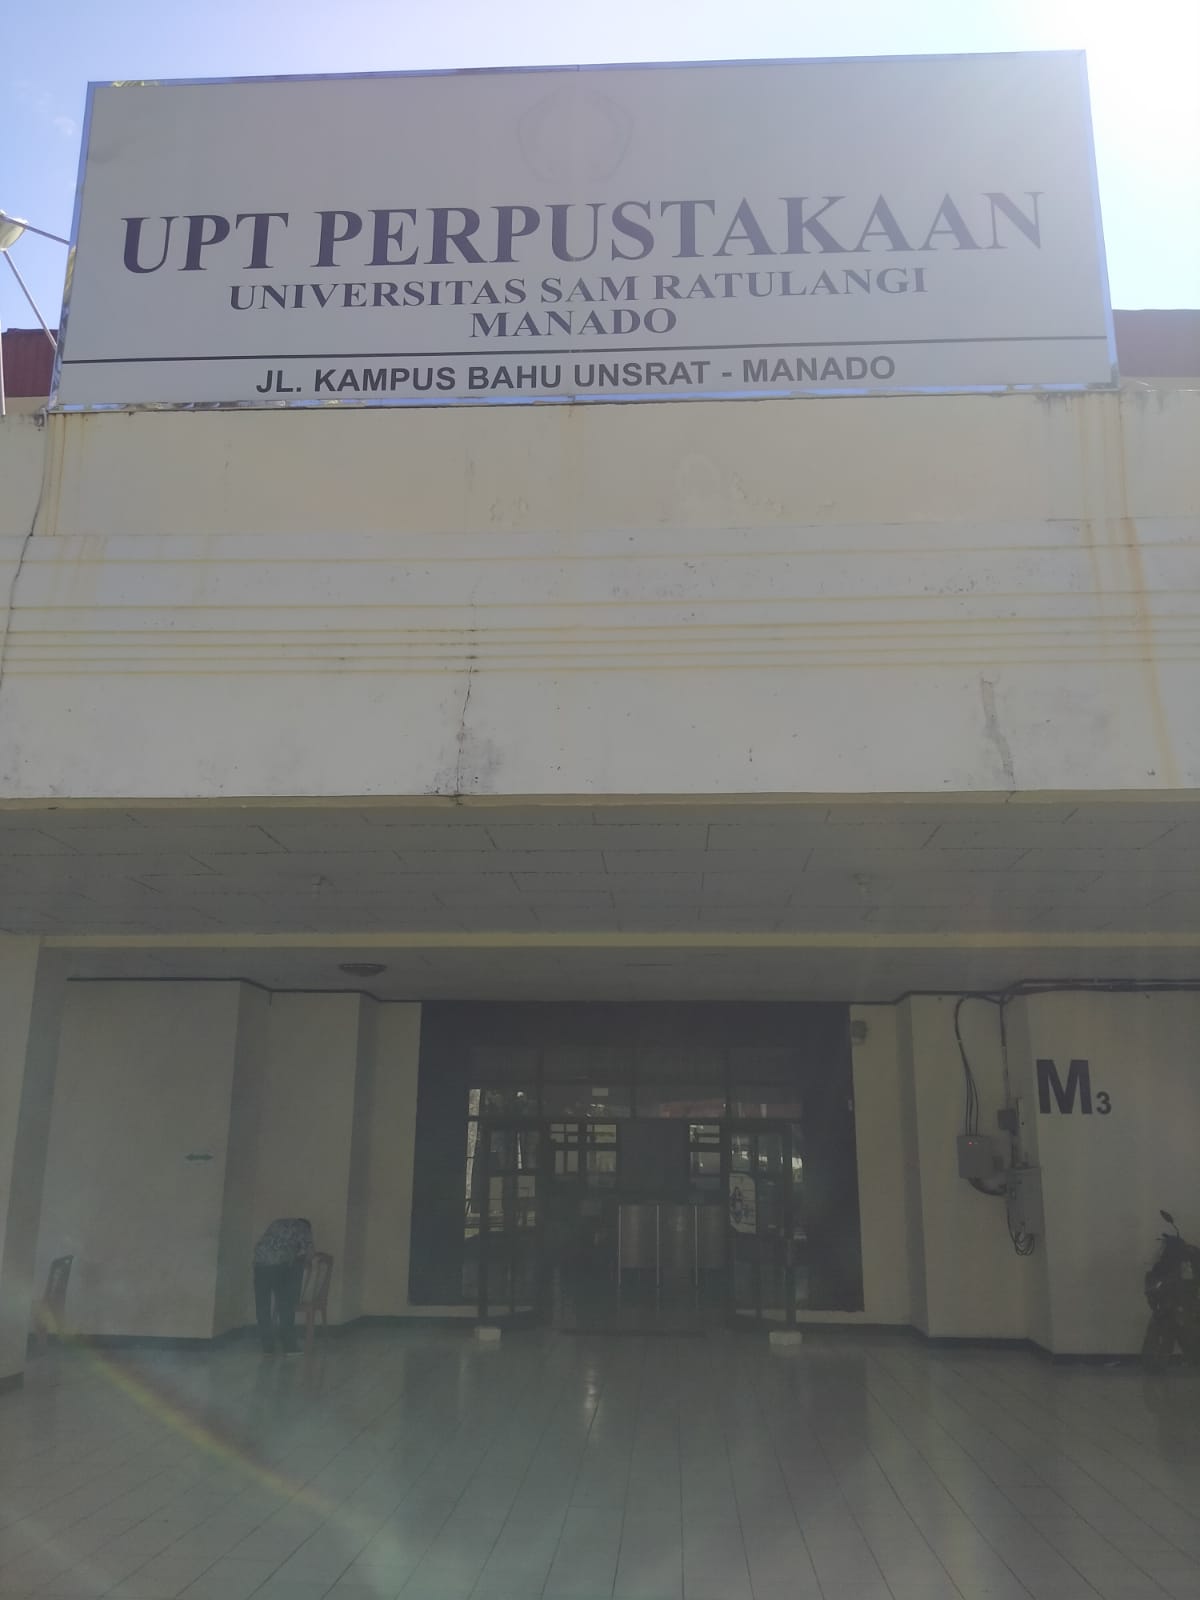 UPT PERPUSTAKAAN
UNIVERSITAS SAM RATULANGI
MANADO
JL. KAMPUS BAHU UNSRAT - MANADO
M3